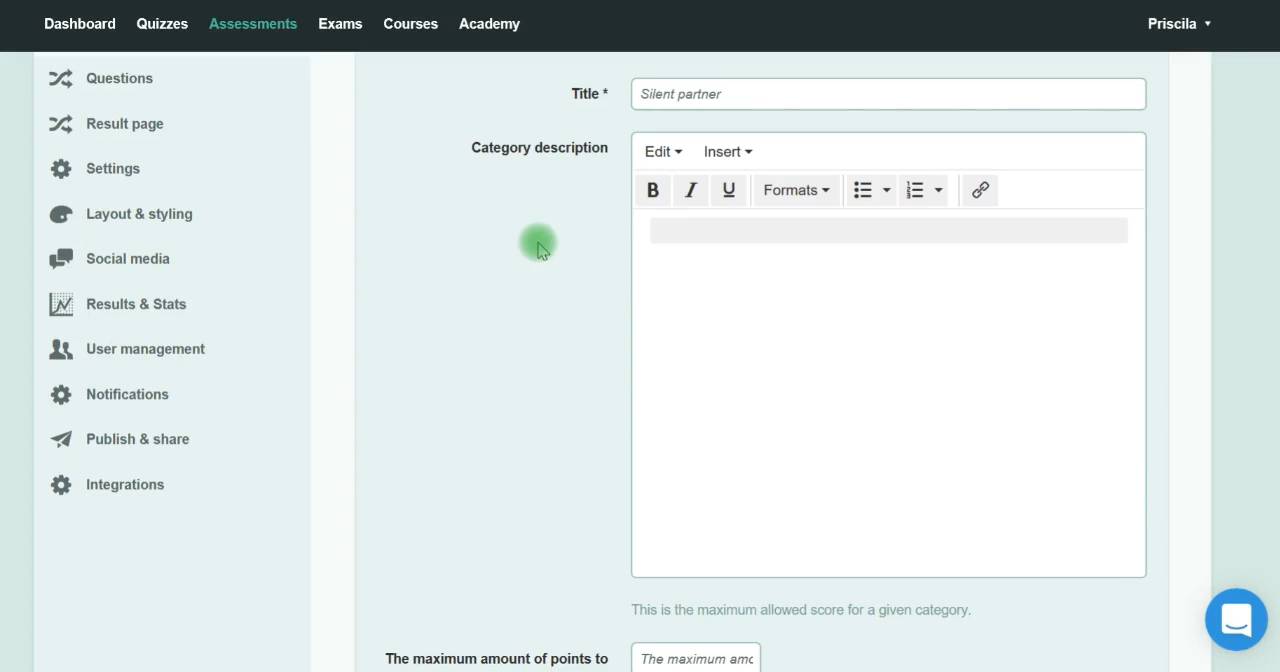 Dashboard Quizzes Assessments Exams Courses Academy Priscila
Questions
Result page
Settings
Layout & styling
Social media
Results & Stats
User management
Notifications
Publish & share
Integrations
Title * Silent partner
Category description
Edit Insert
B I U Formats
This is the maximum allowed score for a given category.
The maximum amount of points to The maximum amc